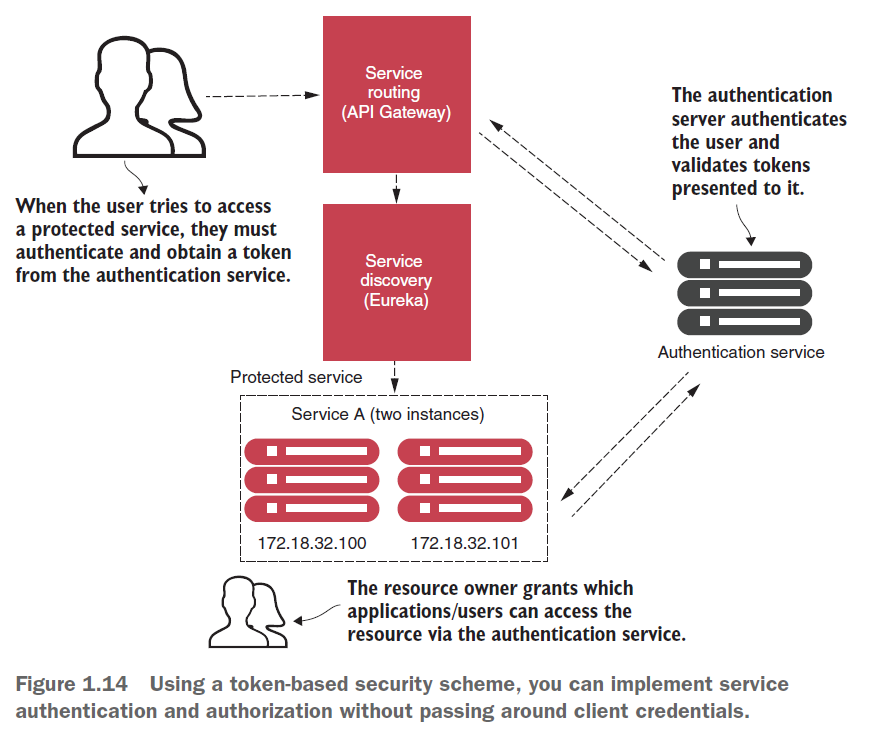 Service
routing
(API Gateway)
The authentication
server authenticates
the user and
validates tokens
presented to it.
When the user tries to access
a protected service, they must
authenticate and obtain a token
from the authentication service.
Service
discovery
(Eureka)
Authentication service
Protected service
Service A (two instances)
172.18.32.100
172.18.32.101
The resource owner grants which
applications/users can access the
resource via the authentication service.
Figure 1.14 Using a token-based security scheme, you can implement service
authentication and authorization without passing around client credentials.